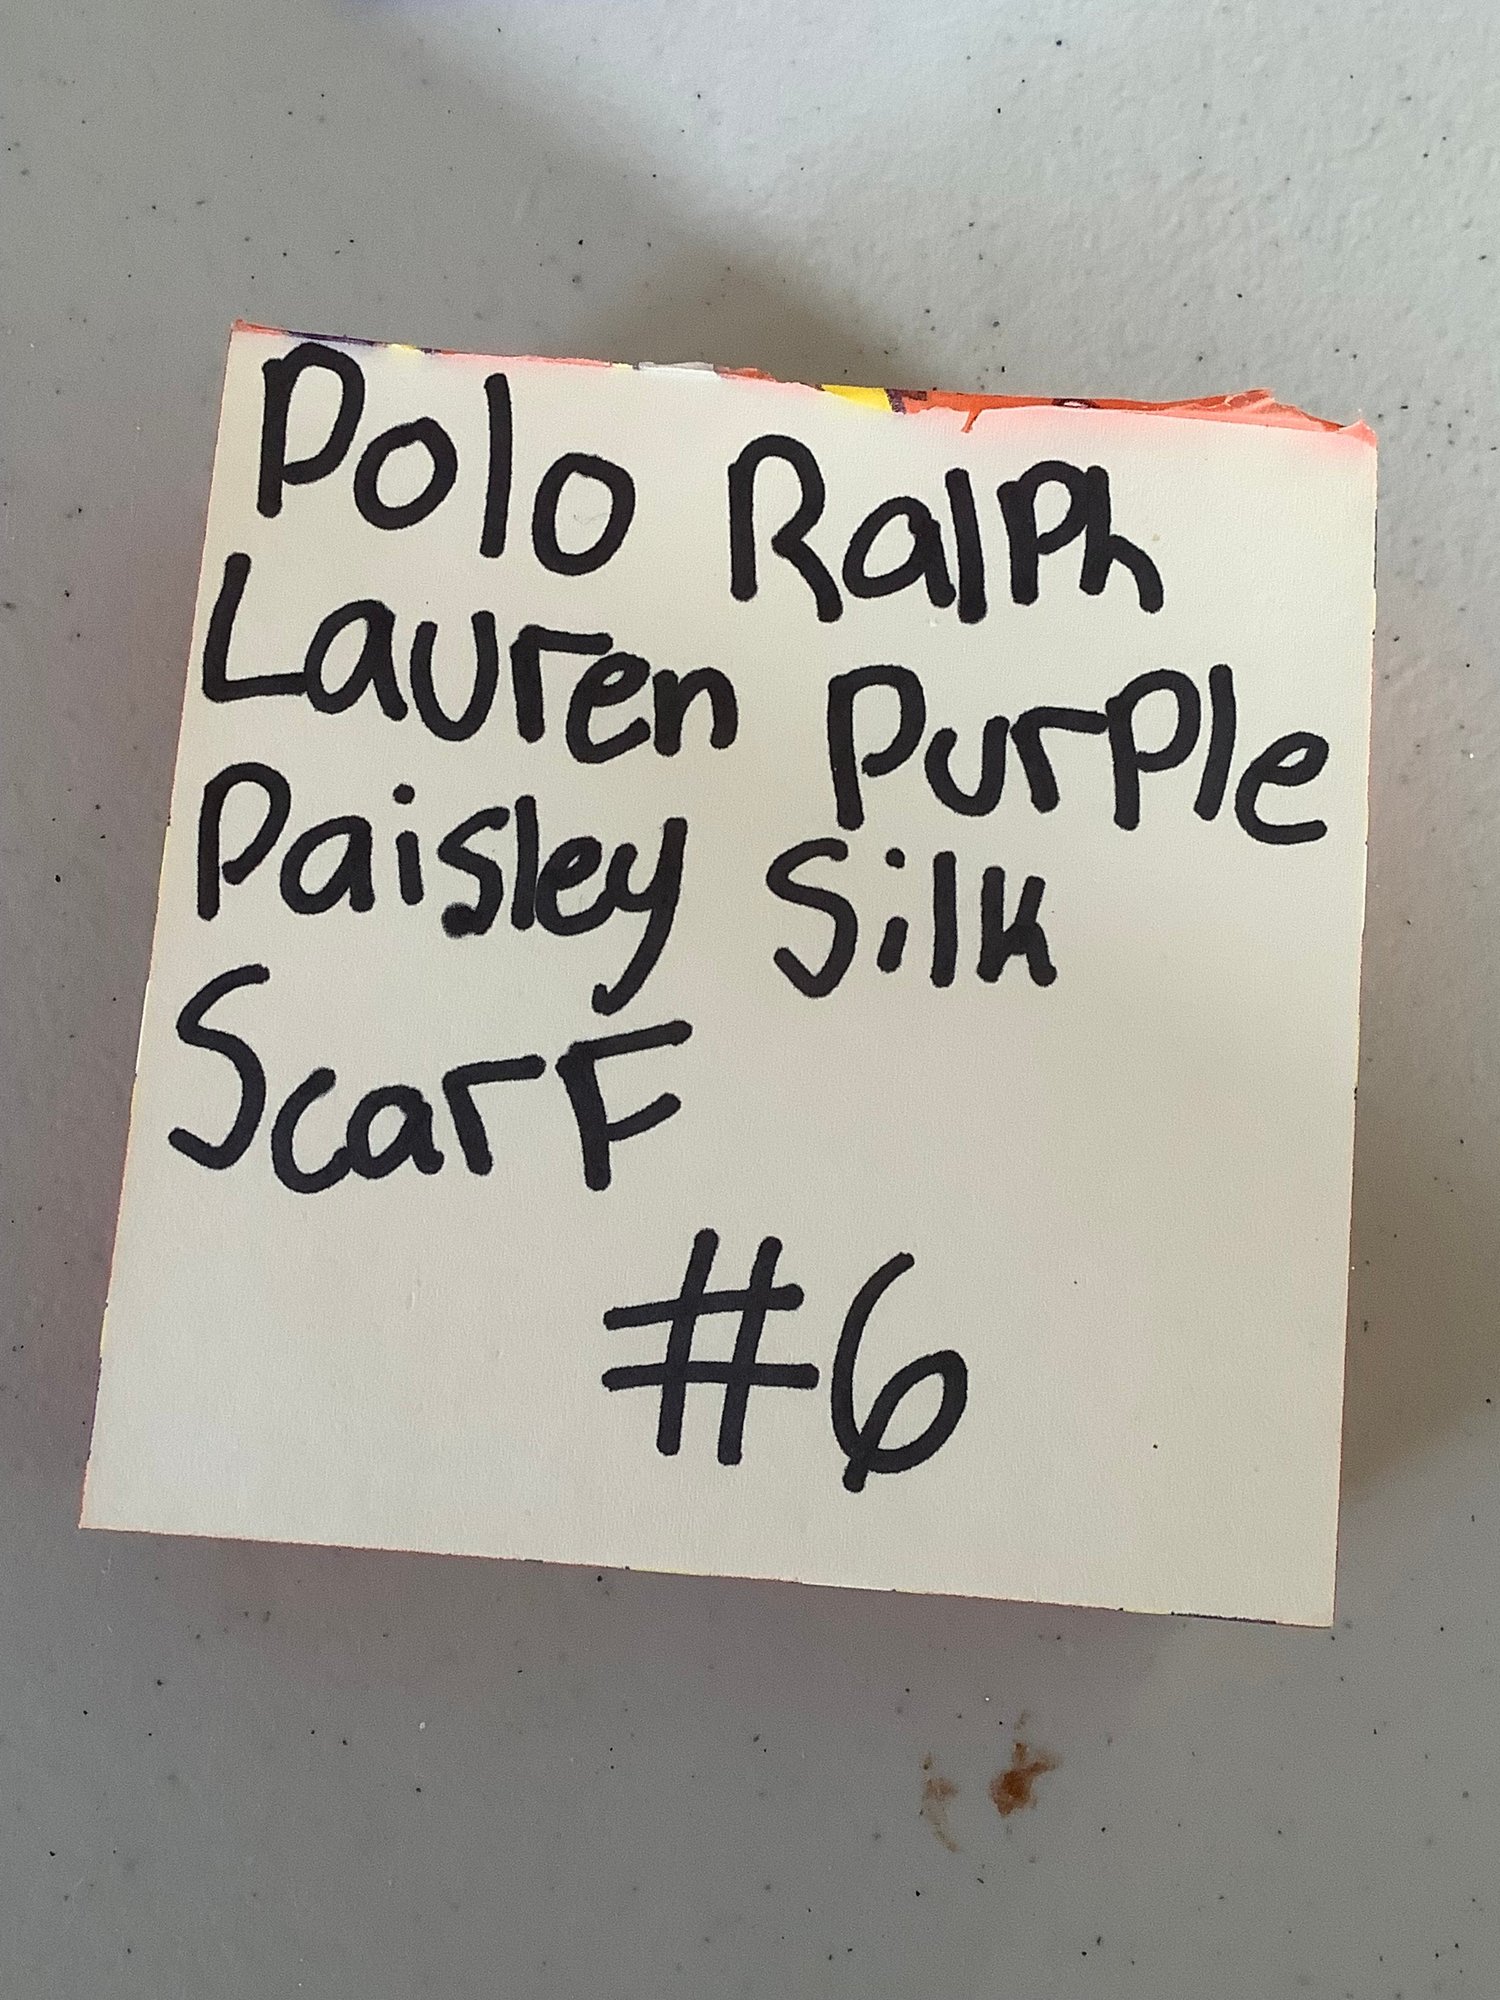 Polo Ralph
Lauren Purple
Paisley Silk
Scarf
#6